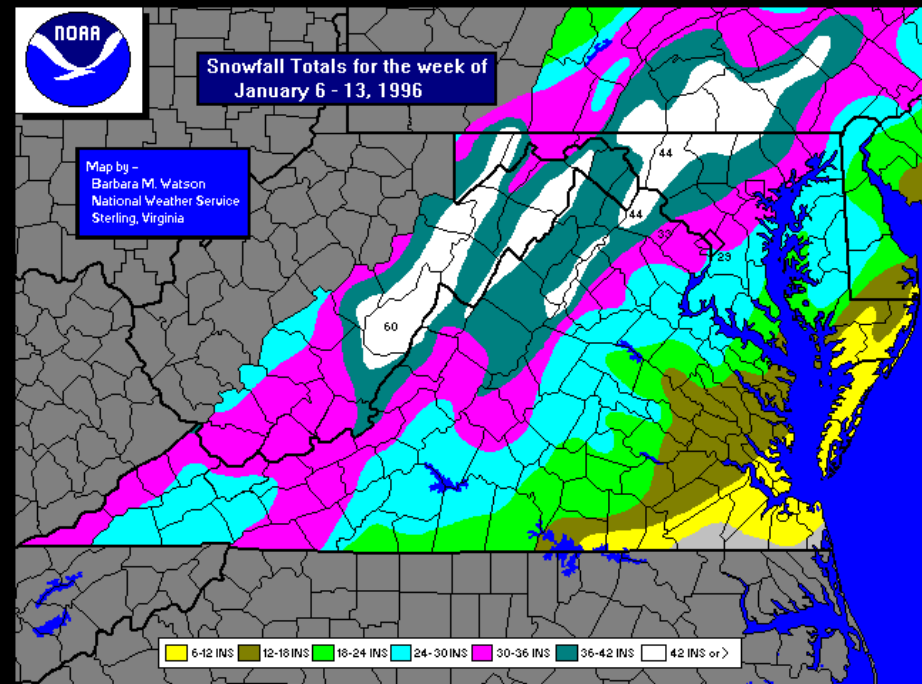 NOAA
Snowfall Totals for the week of
January 6 - 13, 1996
Map by -
Barbara M. Watson
National Weather Service
Sterling, Virginia
44
44
33
29
60
6-12 INS 12-18 INS 18-24 INS 24-30 INS 30-36 INS 36-42 INS 42 INS or >